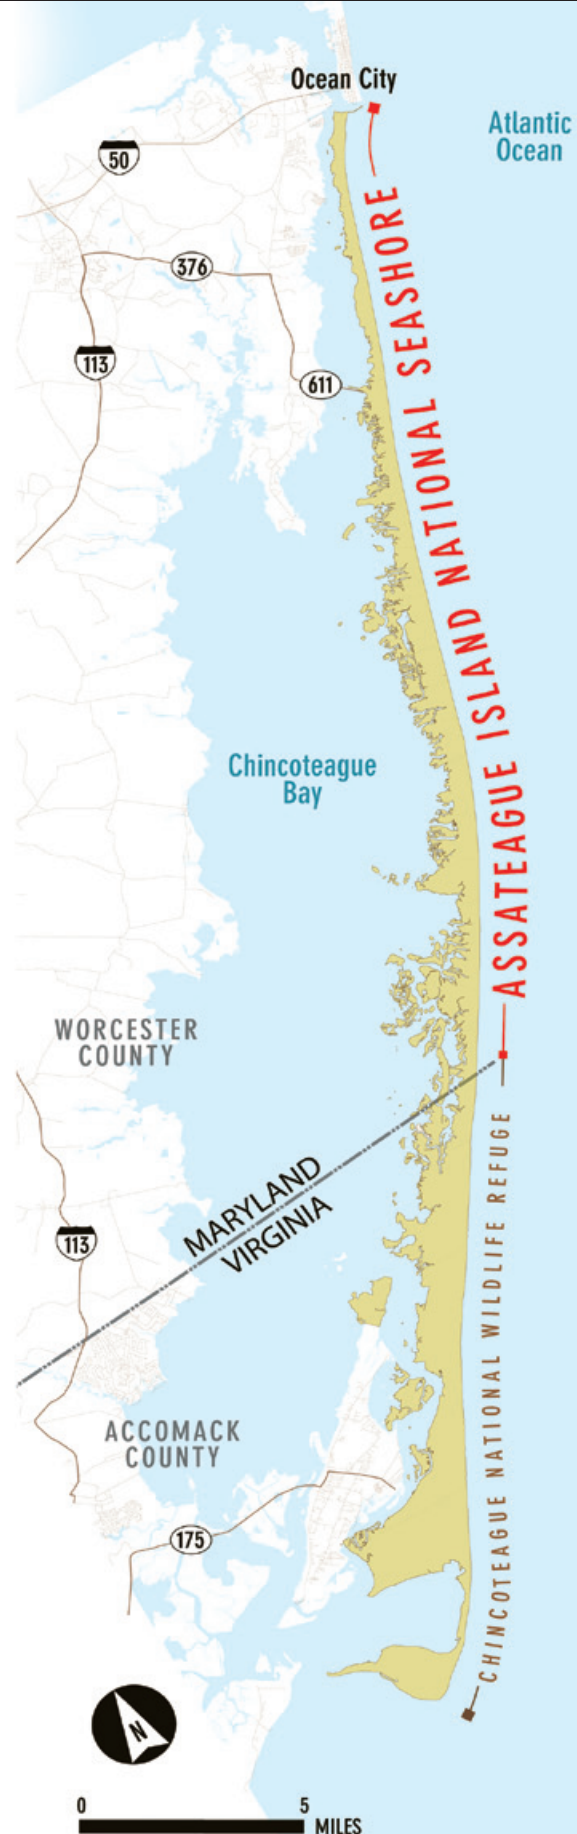 Ocean City
Atlantic
Ocean
50
376
113
611
ASSATEAGUE ISLAND NATIONAL SEASHORE
Chincoteague
Bay
WORCESTER
COUNTY
MARYLAND
VIRGINIA
113
CHINCOTEAGUE NATIONAL WILDLIFE REFUGE
ACCOMACK
COUNTY
175
N
0 5
MILES